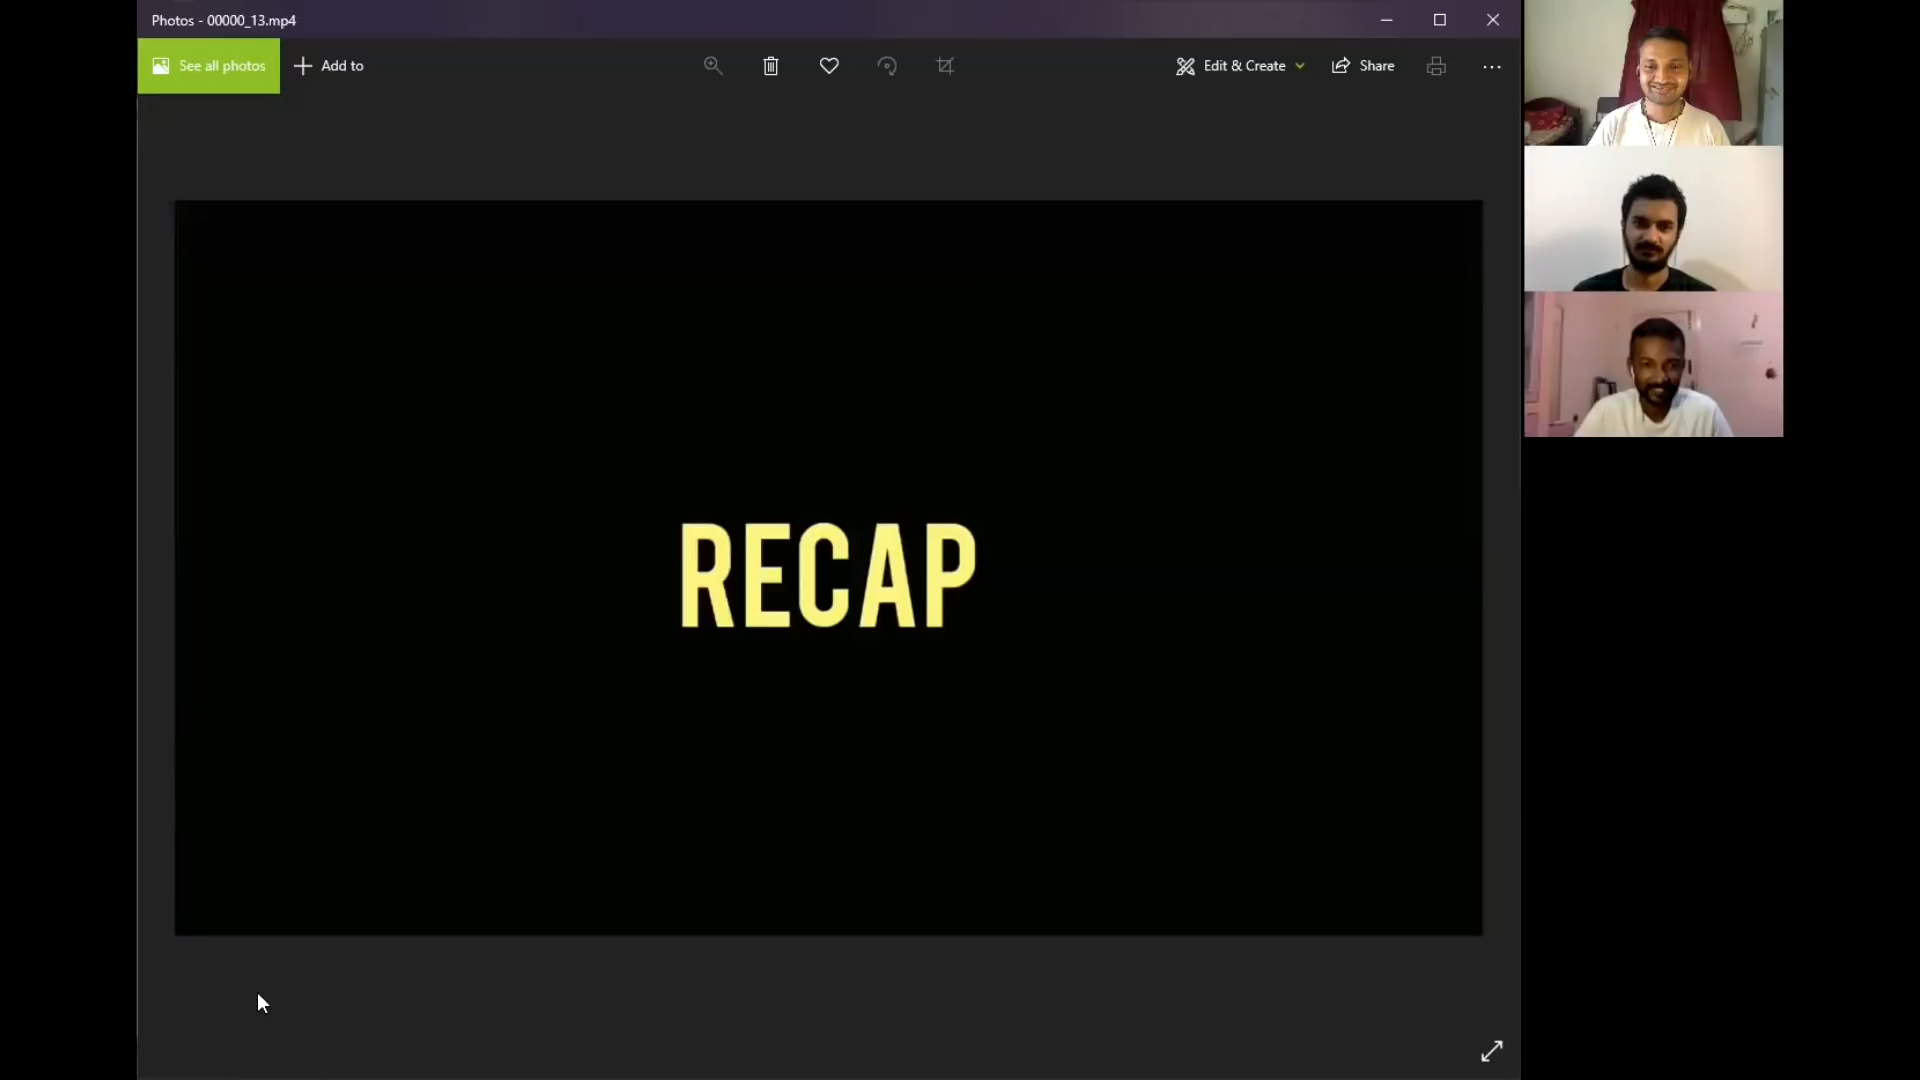 Photos - 00000_13.mp4
See all photos
Add to
Edit & Create
Share
RECAP